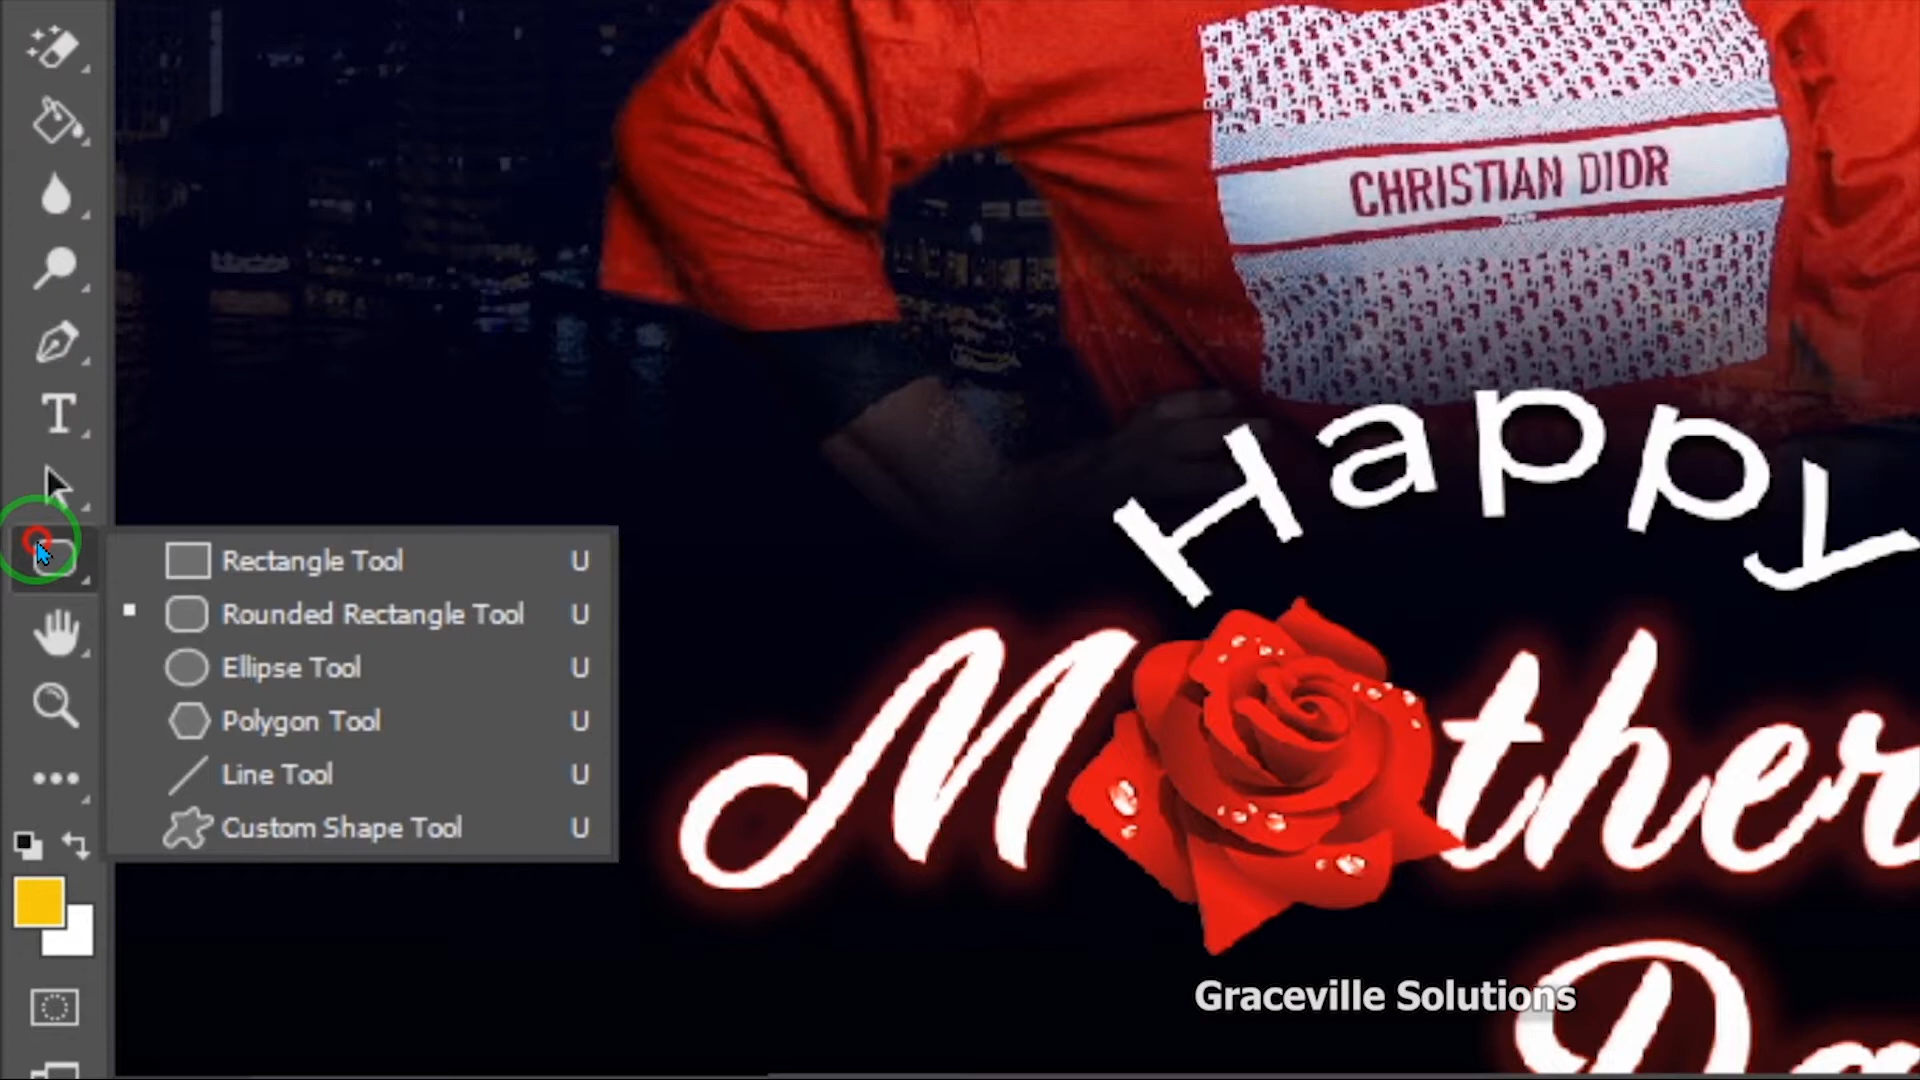 CHRISTIAN DIOR
Happy
Rectangle Tool U
Rounded Rectangle Tool U
Ellipse Tool U
Polygon Tool U
Line Tool U
Custom Shape Tool U
T
M ther
Graceville Solutions
Da